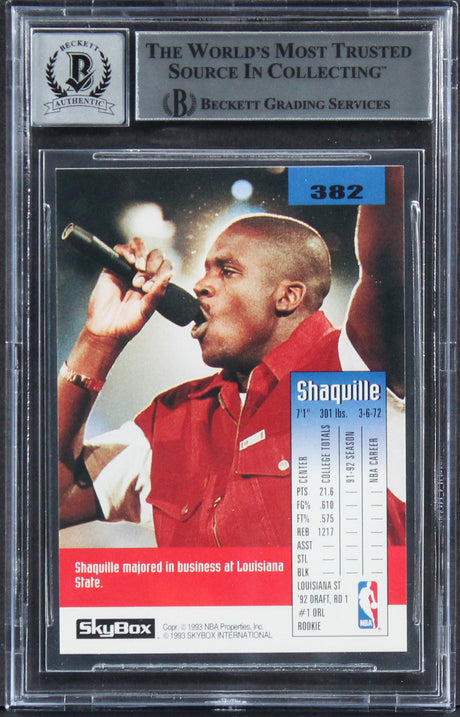 BECKETT
B
AUTHENTIC
THE WORLD'S MOST TRUSTED
SOURCE IN COLLECTING™
B BECKETT GRADING SERVICES
382
Shaquille
7'1" 301 lbs. 3-6-72
CENTER COLLEGE TOTALS 91-92 SEASON NBA CAREER
PTS 21.6
FG% .610
FT% .575
REB 1217
ASST
STL
BLK
LOUISIANA ST
'92 DRAFT, RD 1
#1 ORL
ROOKIE
NBA
Shaquille majored in business at Louisiana
State.
SkyBox
Copr. © 1993 NBA Properties, Inc.
© 1993 SKYBOX INTERNATIONAL